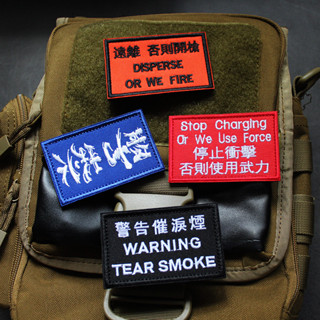 速離 否則開槍
DISPERSE
OR WE FIRE
Stop Charging
Or We Use Force
停止衝擊
否則使用武力
警告催淚煙
WARNING
TEAR SMOKE